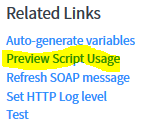 Related Links
Auto-generate variables
Preview Script Usage
Refresh SOAP message
Set HTTP Log level
Test